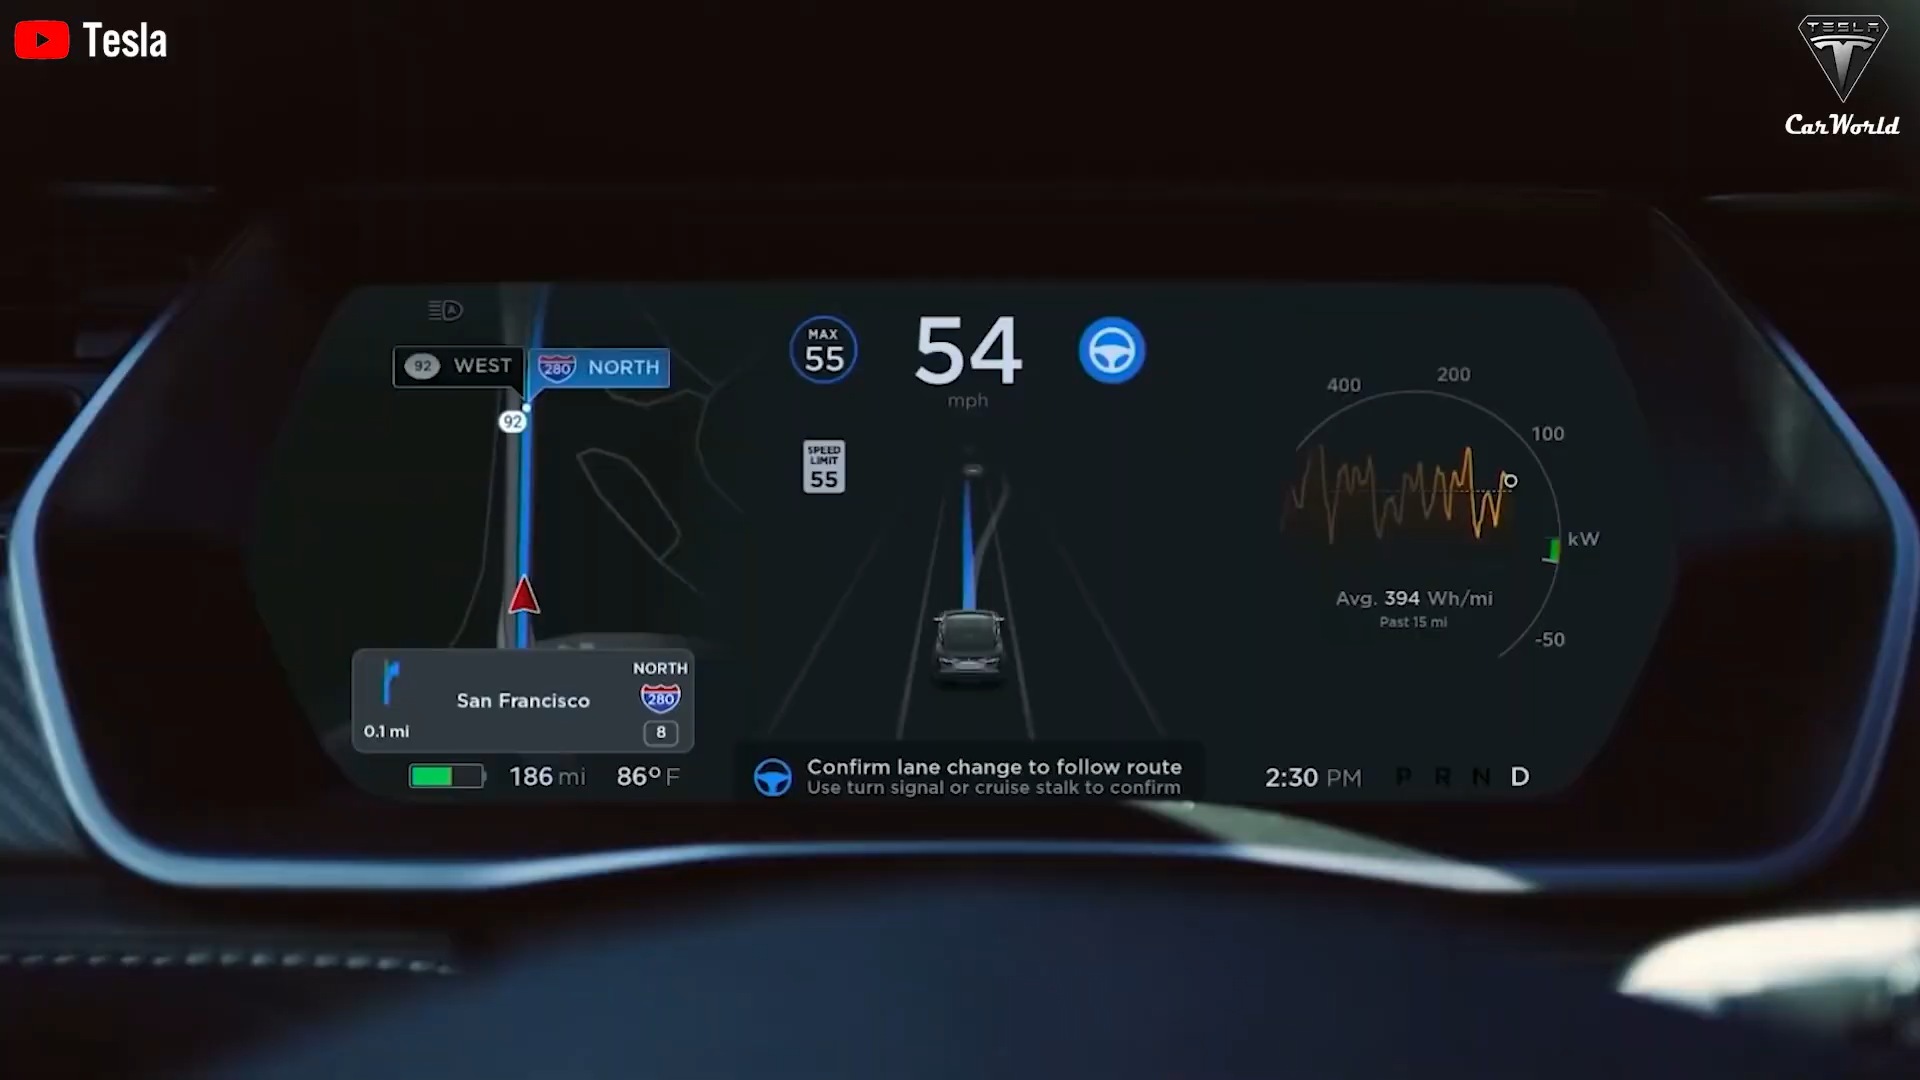 Tesla
TESLA
CarWorld
92 WEST
280 NORTH
92
MAX
55
54
mph
SPEED
LIMIT
55
400
200
100
kW
-50
Avg. 394 Wh/mi
Past 15 mi
NORTH
280
San Francisco
0.1 mi
8
186 mi
86° F
Confirm lane change to follow route
Use turn signal or cruise stalk to confirm
2:30 PM
P R N D